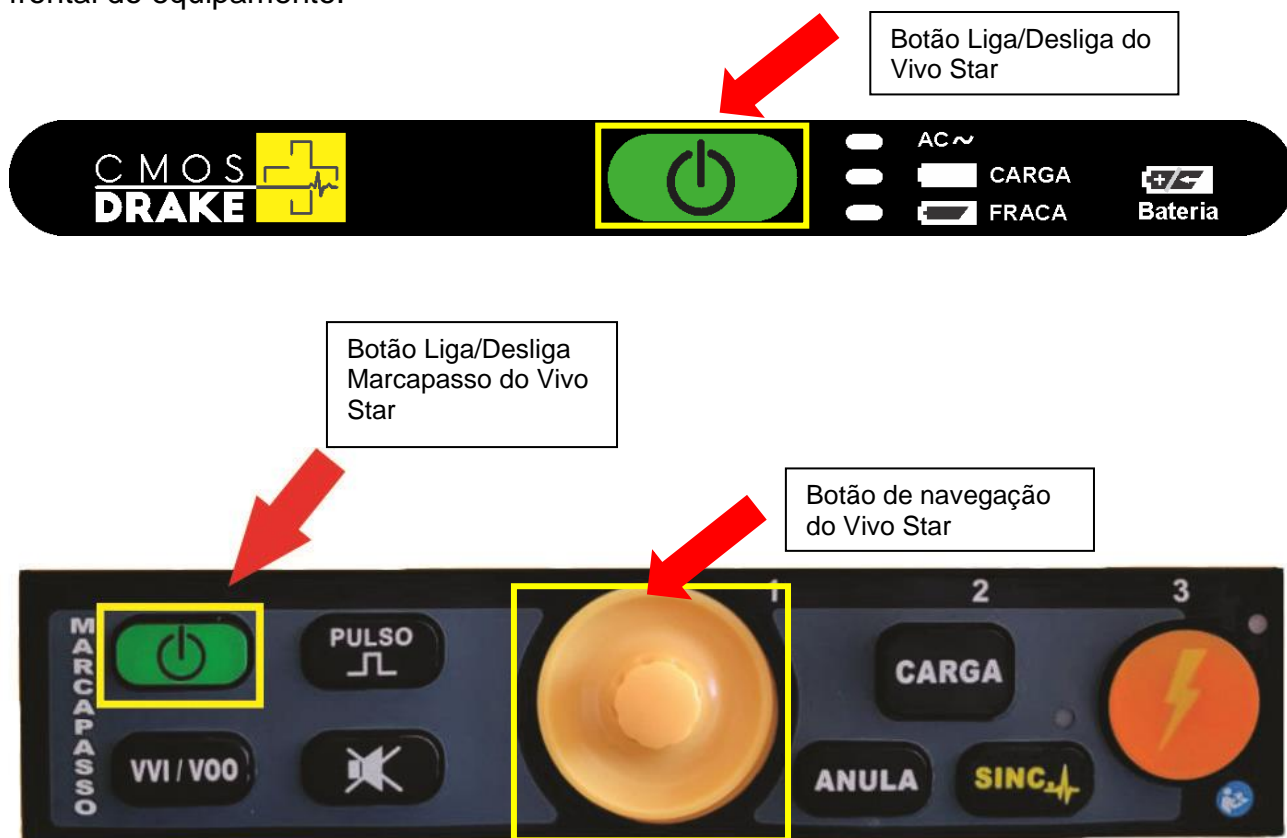 frontal do equipamento.
Botão Liga/Desliga do
Vivo Star
CMOS
DRAKE
AC~
CARGA
FRACA
Bateria
Botão Liga/Desliga
Marcapasso do Vivo
Star
Botão de navegação
do Vivo Star
1 2 3
MARCAPASSO
PULSO
CARGA
VVI / VOO
ANULA
SINC